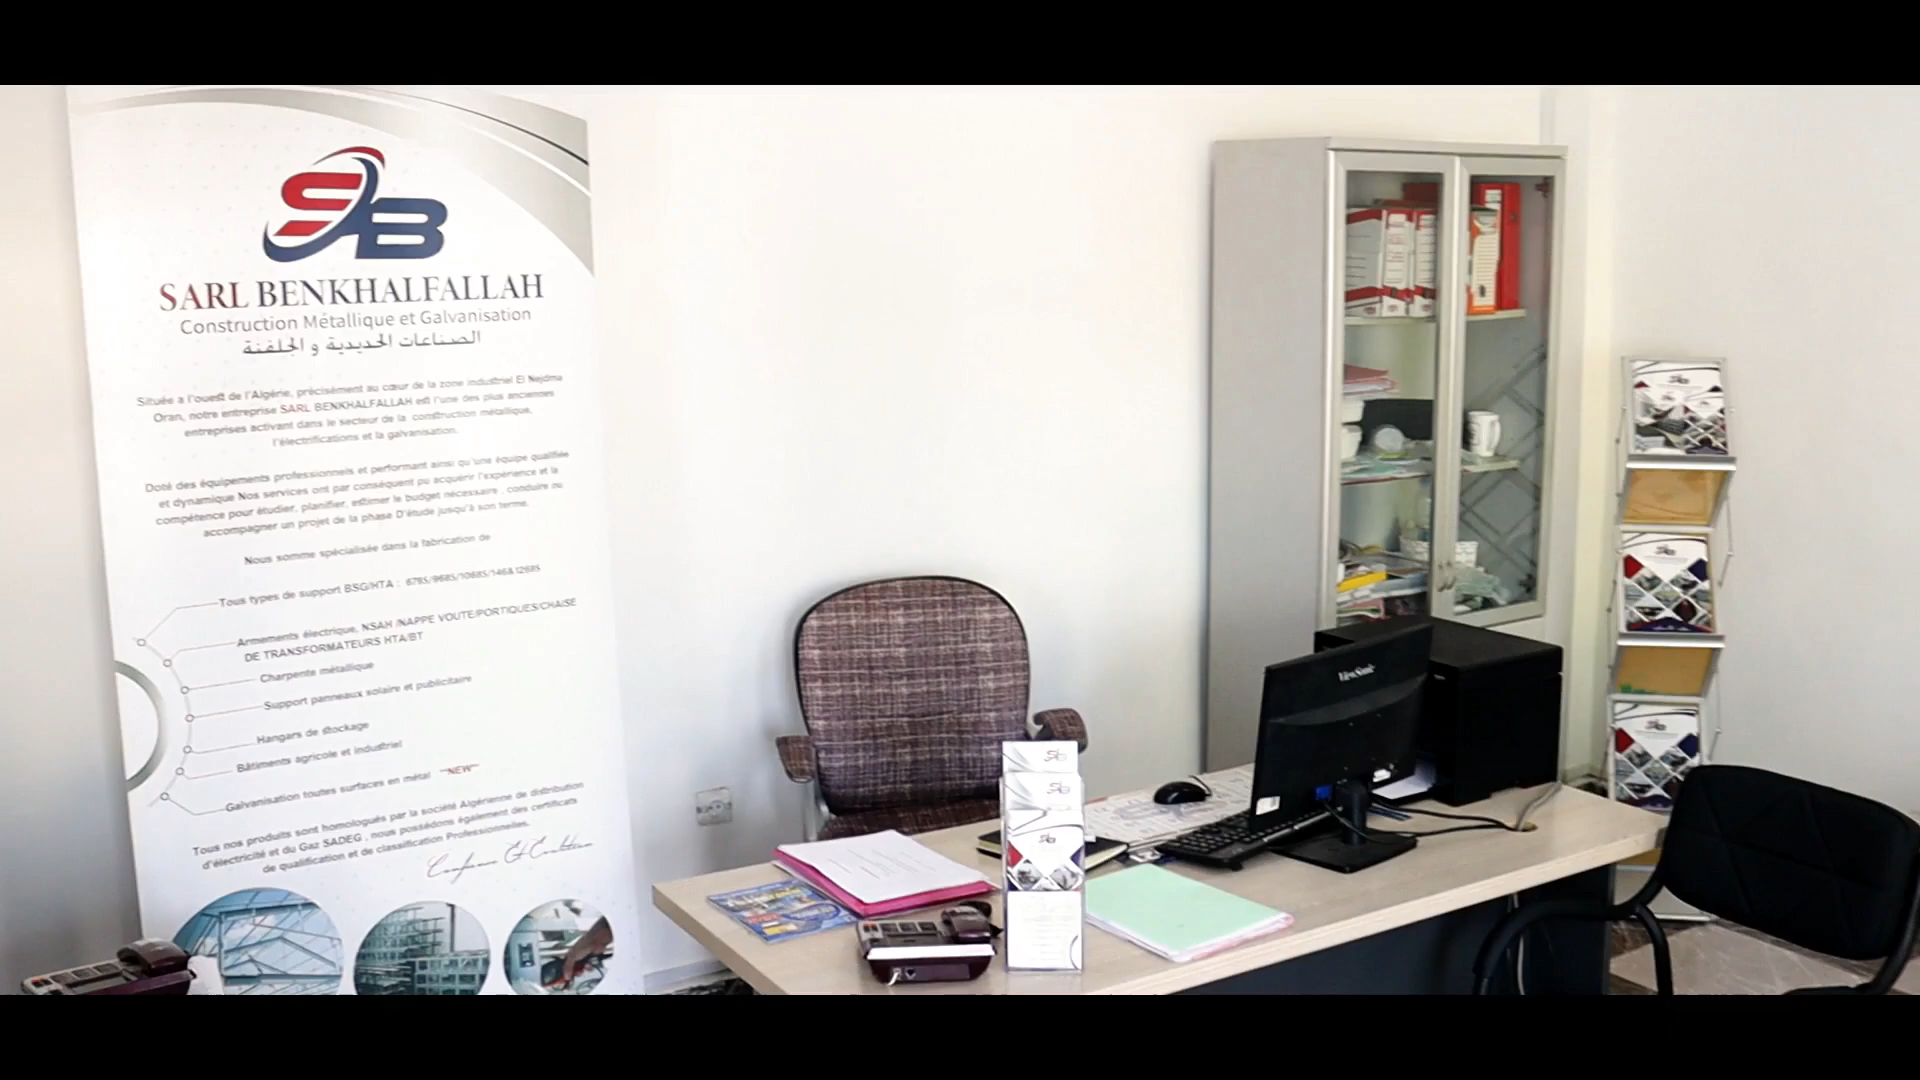 SB
SARL BENKHALFALLAH
Construction Métallique et Galvanisation
الصناعات الحديدية و الجلفنة
Située a l'ouest de l'Algérie, précisément au cœur de la zone industriel El Nejdma
Oran, notre entreprise SARL BENKHALFALLAH est l'une des plus anciennes
entreprises activant dans le secteur de la construction métallique,
l'électrifications et la galvanisation.
Doté des équipements professionnels et performant ainsi qu'une équipe qualifiée
et dynamique Nos services ont par conséquent pu acquerir l'expérience et la
compétence pour étudier, planifier, estimer le budget nécessaire , conduire ou
accompagner un projet de la phase D'étude jusqu'à son terme.
Nous somme spécialisée dans la fabrication de
Tous types de support BSG/HTA :
Armements électrique, NSAH /NAPPE VOUTE/PORTIQUES/CHAISE
DE TRANSFORMATEURS HTA/BT
Charpente métallique
Support panneaux solaire et publicitaire
Hangars de stockage
Bâtiments agricole et industriel
Galvanisation toutes surfaces en métal "NEW"
Tous nos produits sont homologués par la société Algérienne de distribution
d'électricité et du Gaz SADEG , nous possédons également des certificats
de qualification et de classification Professionnelles.